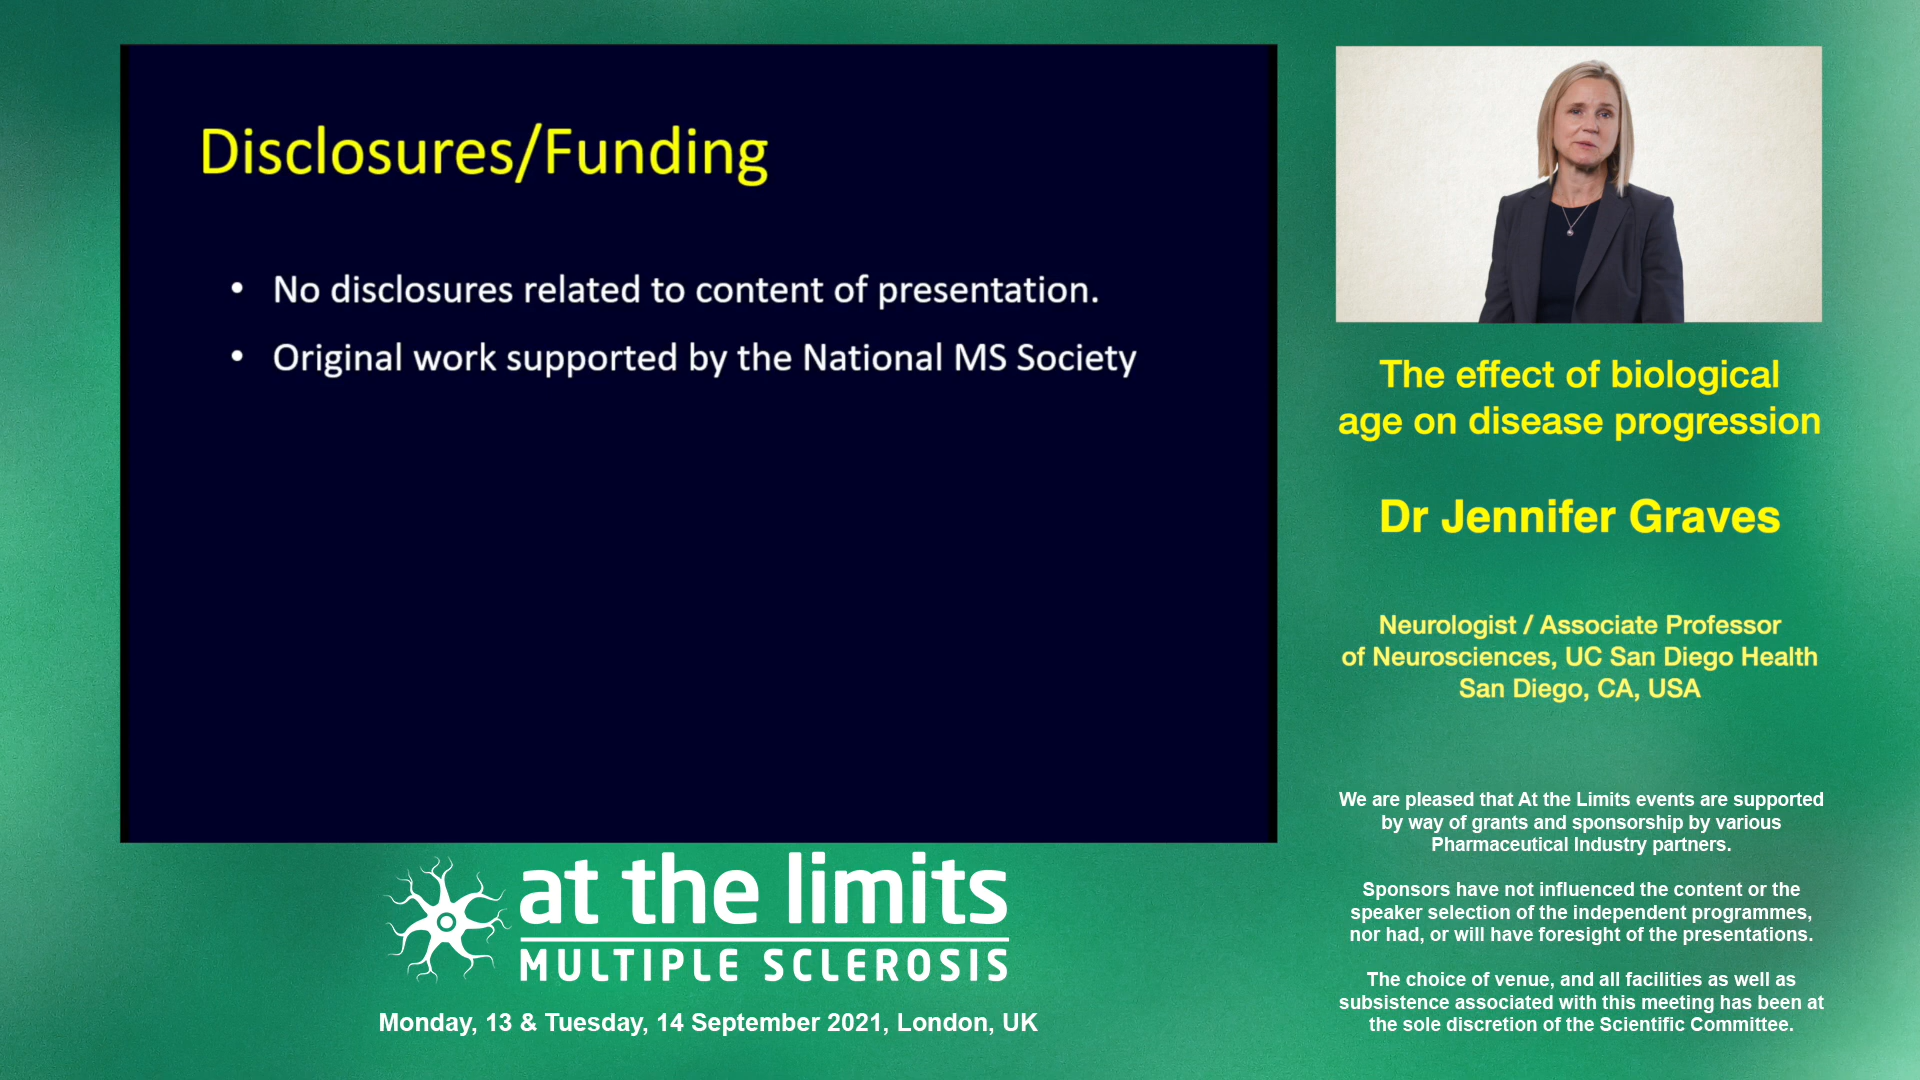 Disclosures/Funding
• No disclosures related to content of presentation.
• Original work supported by the National MS Society
The effect of biological
age on disease progression
Dr Jennifer Graves
Neurologist / Associate Professor
of Neurosciences, UC San Diego Health
San Diego, CA, USA
We are pleased that At the Limits events are supported
by way of grants and sponsorship by various
Pharmaceutical Industry partners.
Sponsors have not influenced the content or the
speaker selection of the independent programmes,
nor had, or will have foresight of the presentations.
The choice of venue, and all facilities as well as
subsistence associated with this meeting has been at
the sole discretion of the Scientific Committee.
at the limits
MULTIPLE SCLEROSIS
Monday, 13 & Tuesday, 14 September 2021, London, UK